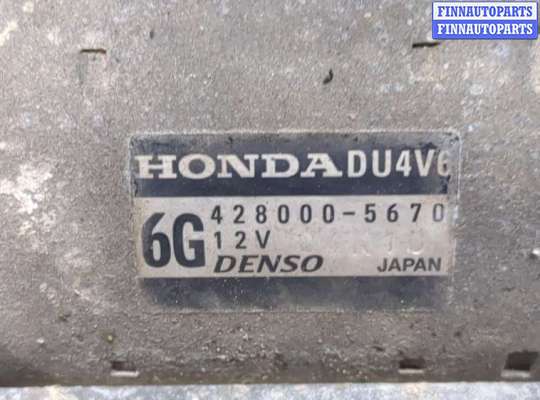 FINNAUTOPARTS
FINNAUTOPARTS
HONDA DU4V6
6G 428000-5670
12V
DENSO JAPAN